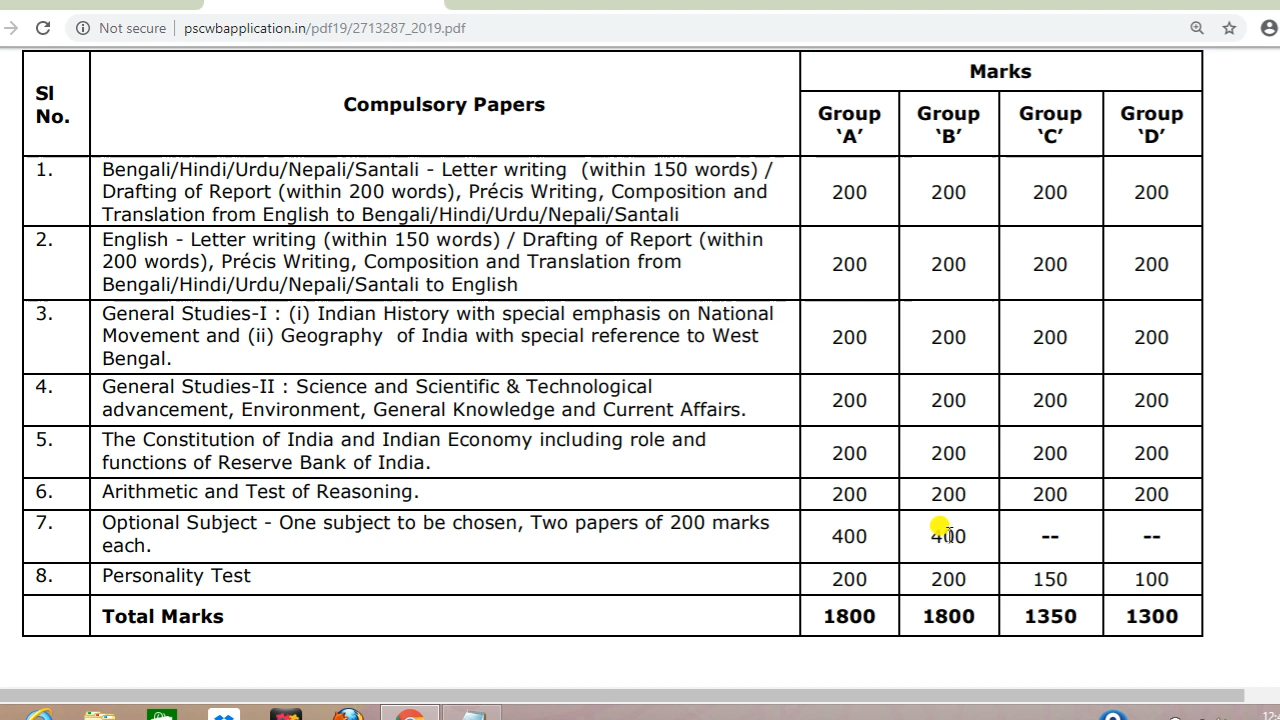 Not secure pscwbapplication.in/pdf19/2713287_2019.pdf
Sl No.
Compulsory Papers
Marks
Group ‘A’
Group ‘B’
Group ‘C’
Group ‘D’
1.
Bengali/Hindi/Urdu/Nepali/Santali - Letter writing (within 150 words) /
Drafting of Report (within 200 words), Précis Writing, Composition and
Translation from English to Bengali/Hindi/Urdu/Nepali/Santali
200 200 200 200
2.
English - Letter writing (within 150 words) / Drafting of Report (within
200 words), Précis Writing, Composition and Translation from
Bengali/Hindi/Urdu/Nepali/Santali to English
200 200 200 200
3.
General Studies-I : (i) Indian History with special emphasis on National
Movement and (ii) Geography of India with special reference to West
Bengal.
200 200 200 200
4.
General Studies-II : Science and Scientific & Technological
advancement, Environment, General Knowledge and Current Affairs.
200 200 200 200
5.
The Constitution of India and Indian Economy including role and
functions of Reserve Bank of India.
200 200 200 200
6.
Arithmetic and Test of Reasoning.
200 200 200 200
7.
Optional Subject - One subject to be chosen, Two papers of 200 marks
each.
400 400 -- --
8.
Personality Test
200 200 150 100
Total Marks
1800 1800 1350 1300